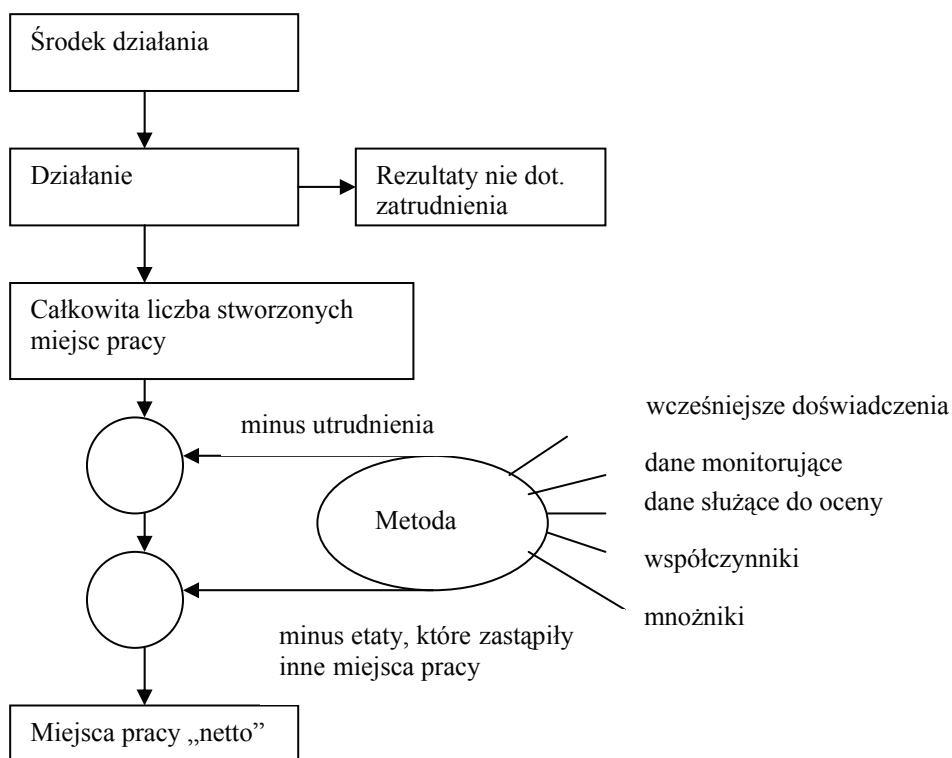 Środek działania
Działanie
Rezultaty nie dot.
zatrudnienia
Całkowita liczba stworzonych
miejsc pracy
wcześniejsze doświadczenia
minus utrudnienia
dane monitorujące
dane służące do oceny
Metoda
współczynniki
mnożniki
minus etaty, które zastąpiły
inne miejsca pracy
Miejsca pracy „netto”